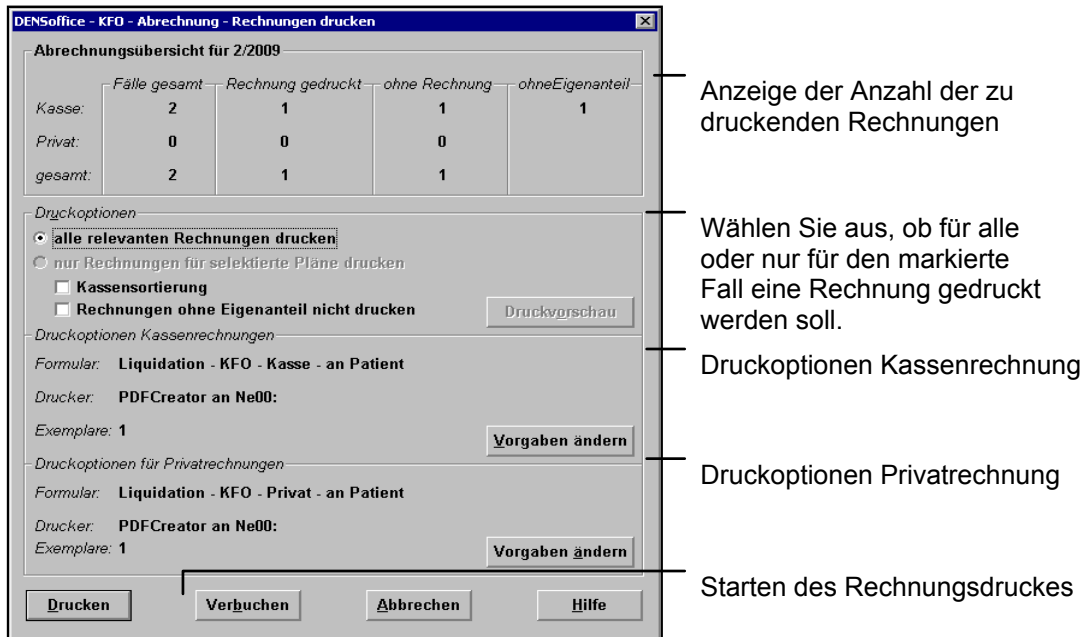 DENSoffice - KFO - Abrechnung - Rechnungen drucken
Abrechnungsübersicht für 2/2009
Fälle gesamt Rechnung gedruckt ohne Rechnung ohneEigenanteil
Kasse: 2 1 1 1
Privat: 0 0 0
gesamt: 2 1 1
Anzeige der Anzahl der zu
druckenden Rechnungen
Druckoptionen
alle relevanten Rechnungen drucken
nur Rechnungen für selektierte Pläne drucken
Kassensortierung
Rechnungen ohne Eigenanteil nicht drucken
Druckvorschau
Wählen Sie aus, ob für alle
oder nur für den markierte
Fall eine Rechnung gedruckt
werden soll.
Druckoptionen Kassenrechnungen
Formular: Liquidation - KFO - Kasse - an Patient
Drucker: PDFCreator an Ne00:
Exemplare: 1
Vorgaben ändern
Druckoptionen Kassenrechnung
Druckoptionen für Privatrechnungen
Formular: Liquidation - KFO - Privat - an Patient
Drucker: PDFCreator an Ne00:
Exemplare: 1
Vorgaben ändern
Druckoptionen Privatrechnung
Drucken Verbuchen Abbrechen Hilfe
Starten des Rechnungsdruckes